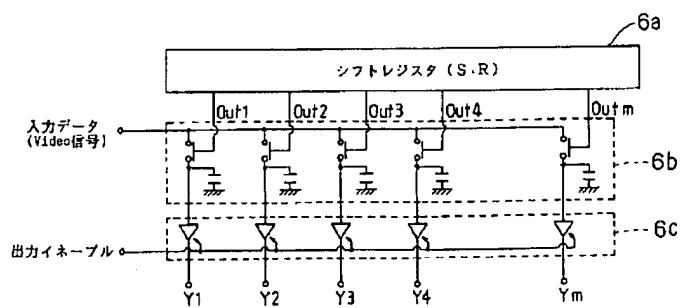 6a
シフトレジスタ(S.R)
Out1 Out2 Out3 Out4 Outm
入力データ
(Video信号)
6b
6c
出力イネーブル
Y1 Y2 Y3 Y4 Ym